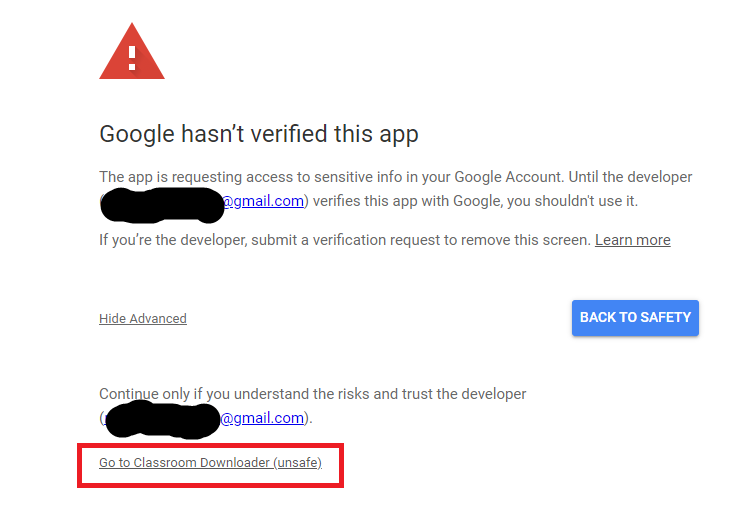 Google hasn't verified this app
The app is requesting access to sensitive info in your Google Account. Until the developer
(@gmail.com) verifies this app with Google, you shouldn't use it.
If you're the developer, submit a verification request to remove this screen. Learn more
Hide Advanced
BACK TO SAFETY
Continue only if you understand the risks and trust the developer
(@gmail.com).
Go to Classroom Downloader (unsafe)